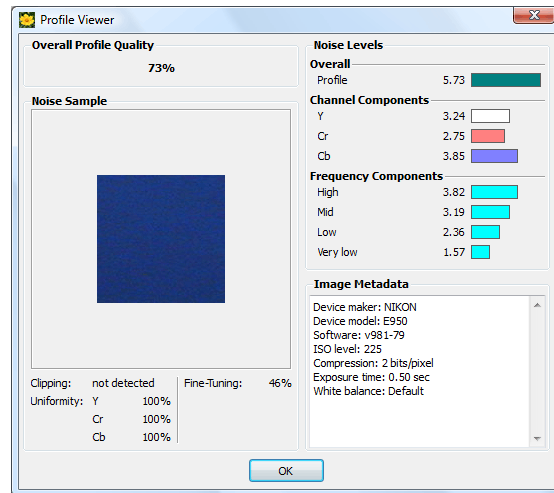 Profile Viewer
Overall Profile Quality
73%
Noise Sample
Clipping: not detected
Uniformity: Y 100%
Cr 100%
Cb 100%
Fine-Tuning: 46%
Noise Levels
Overall
Profile 5.73
Channel Components
Y 3.24
Cr 2.75
Cb 3.85
Frequency Components
High 3.82
Mid 3.19
Low 2.36
Very low 1.57
Image Metadata
Device maker: NIKON
Device model: E950
Software: v981-79
ISO level: 225
Compression: 2 bits/pixel
Exposure time: 0.50 sec
White balance: Default
OK